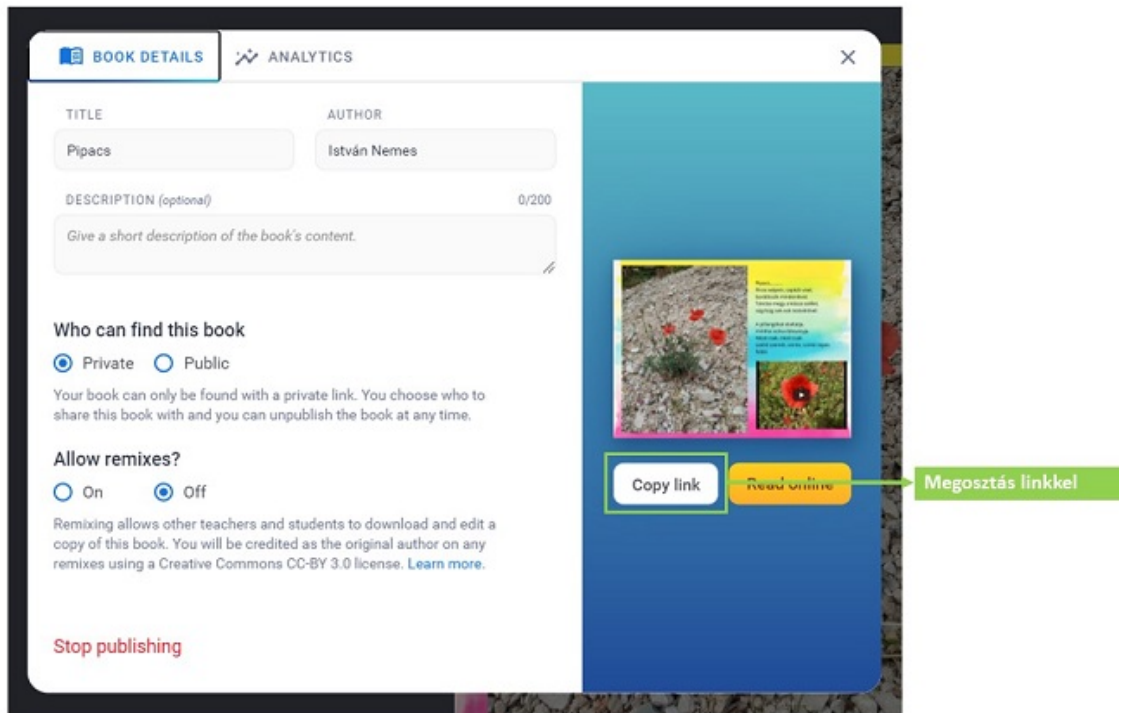 BOOK DETAILS
ANALYTICS
TITLE
AUTHOR
Pipacs
István Nemes
DESCRIPTION (optional)
0/200
Give a short description of the book's content.
Who can find this book
Private
Public
Your book can only be found with a private link. You choose who to
share this book with and you can unpublish the book at any time.
Allow remixes?
On
Off
Remixing allows other teachers and students to download and edit a
copy of this book. You will be credited as the original author on any
remixes using a Creative Commons CC-BY 3.0 license. Learn more.
Stop publishing
Copy link
Read online
Megosztás linkkel